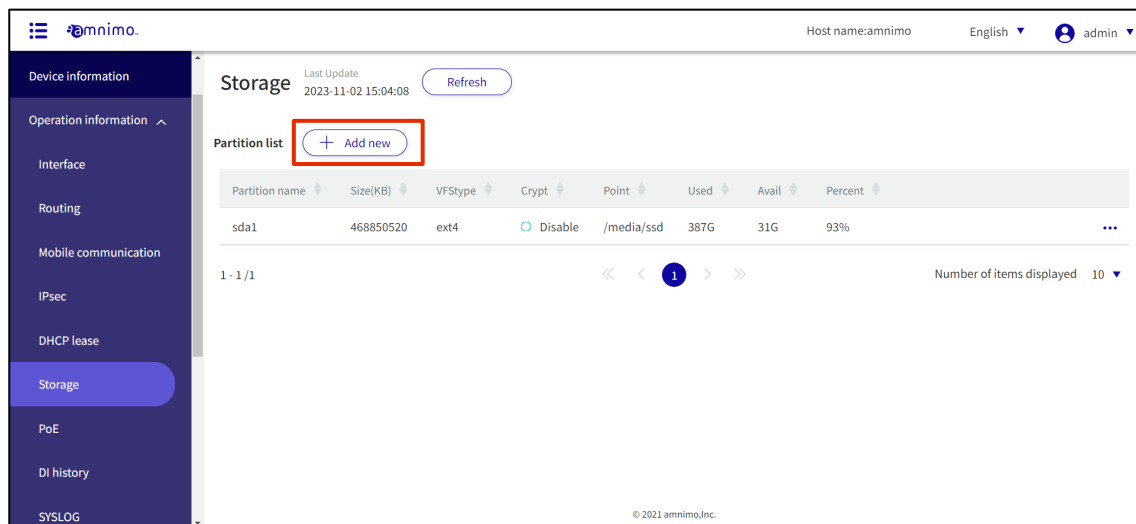 amnimo
Host name:amnimo
English
admin
Device information
Operation information
Interface
Routing
Mobile communication
IPsec
DHCP lease
Storage
PoE
DI history
SYSLOG
Storage
Last Update
2023-11-02 15:04:08
Refresh
Partition list
+ Add new
Partition name Size(KB) VFStype Crypt Point Used Avail Percent
sda1 468850520 ext4 Disable /media/ssd 387G 31G 93% •••
1 - 1 /1
« < 1 > »
Number of items displayed 10
© 2021 amnimo,Inc.